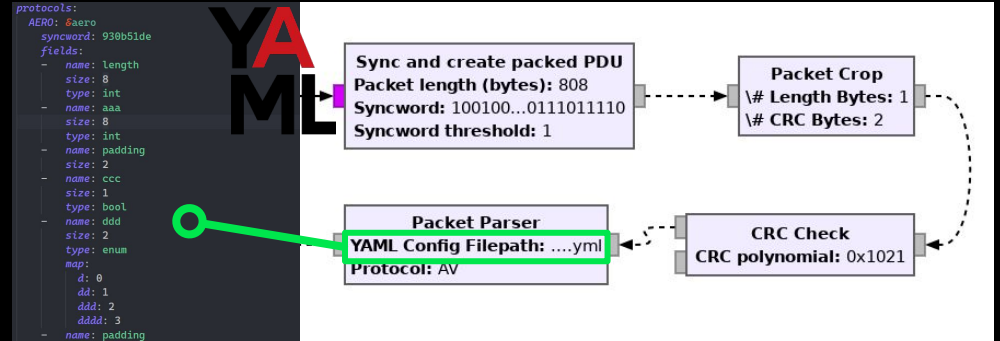 protocols:
AERO: &aero
syncword: 930b51de
fields:
- name: length
size: 8
type: int
- name: aaa
size: 8
type: int
- name: padding
size: 2
- name: ccc
size: 1
type: bool
- name: ddd
size: 2
type: enum
map:
d: 0
dd: 1
ddd: 2
dddd: 3
- name: padding
YA
ML
Sync and create packed PDU
Packet length (bytes): 808
Syncword: 100100...0111011110
Syncword threshold: 1
Packet Crop
\# Length Bytes: 1
\# CRC Bytes: 2
Packet Parser
YAML Config Filepath: ....yml
Protocol: AV
CRC Check
CRC polynomial: 0x1021